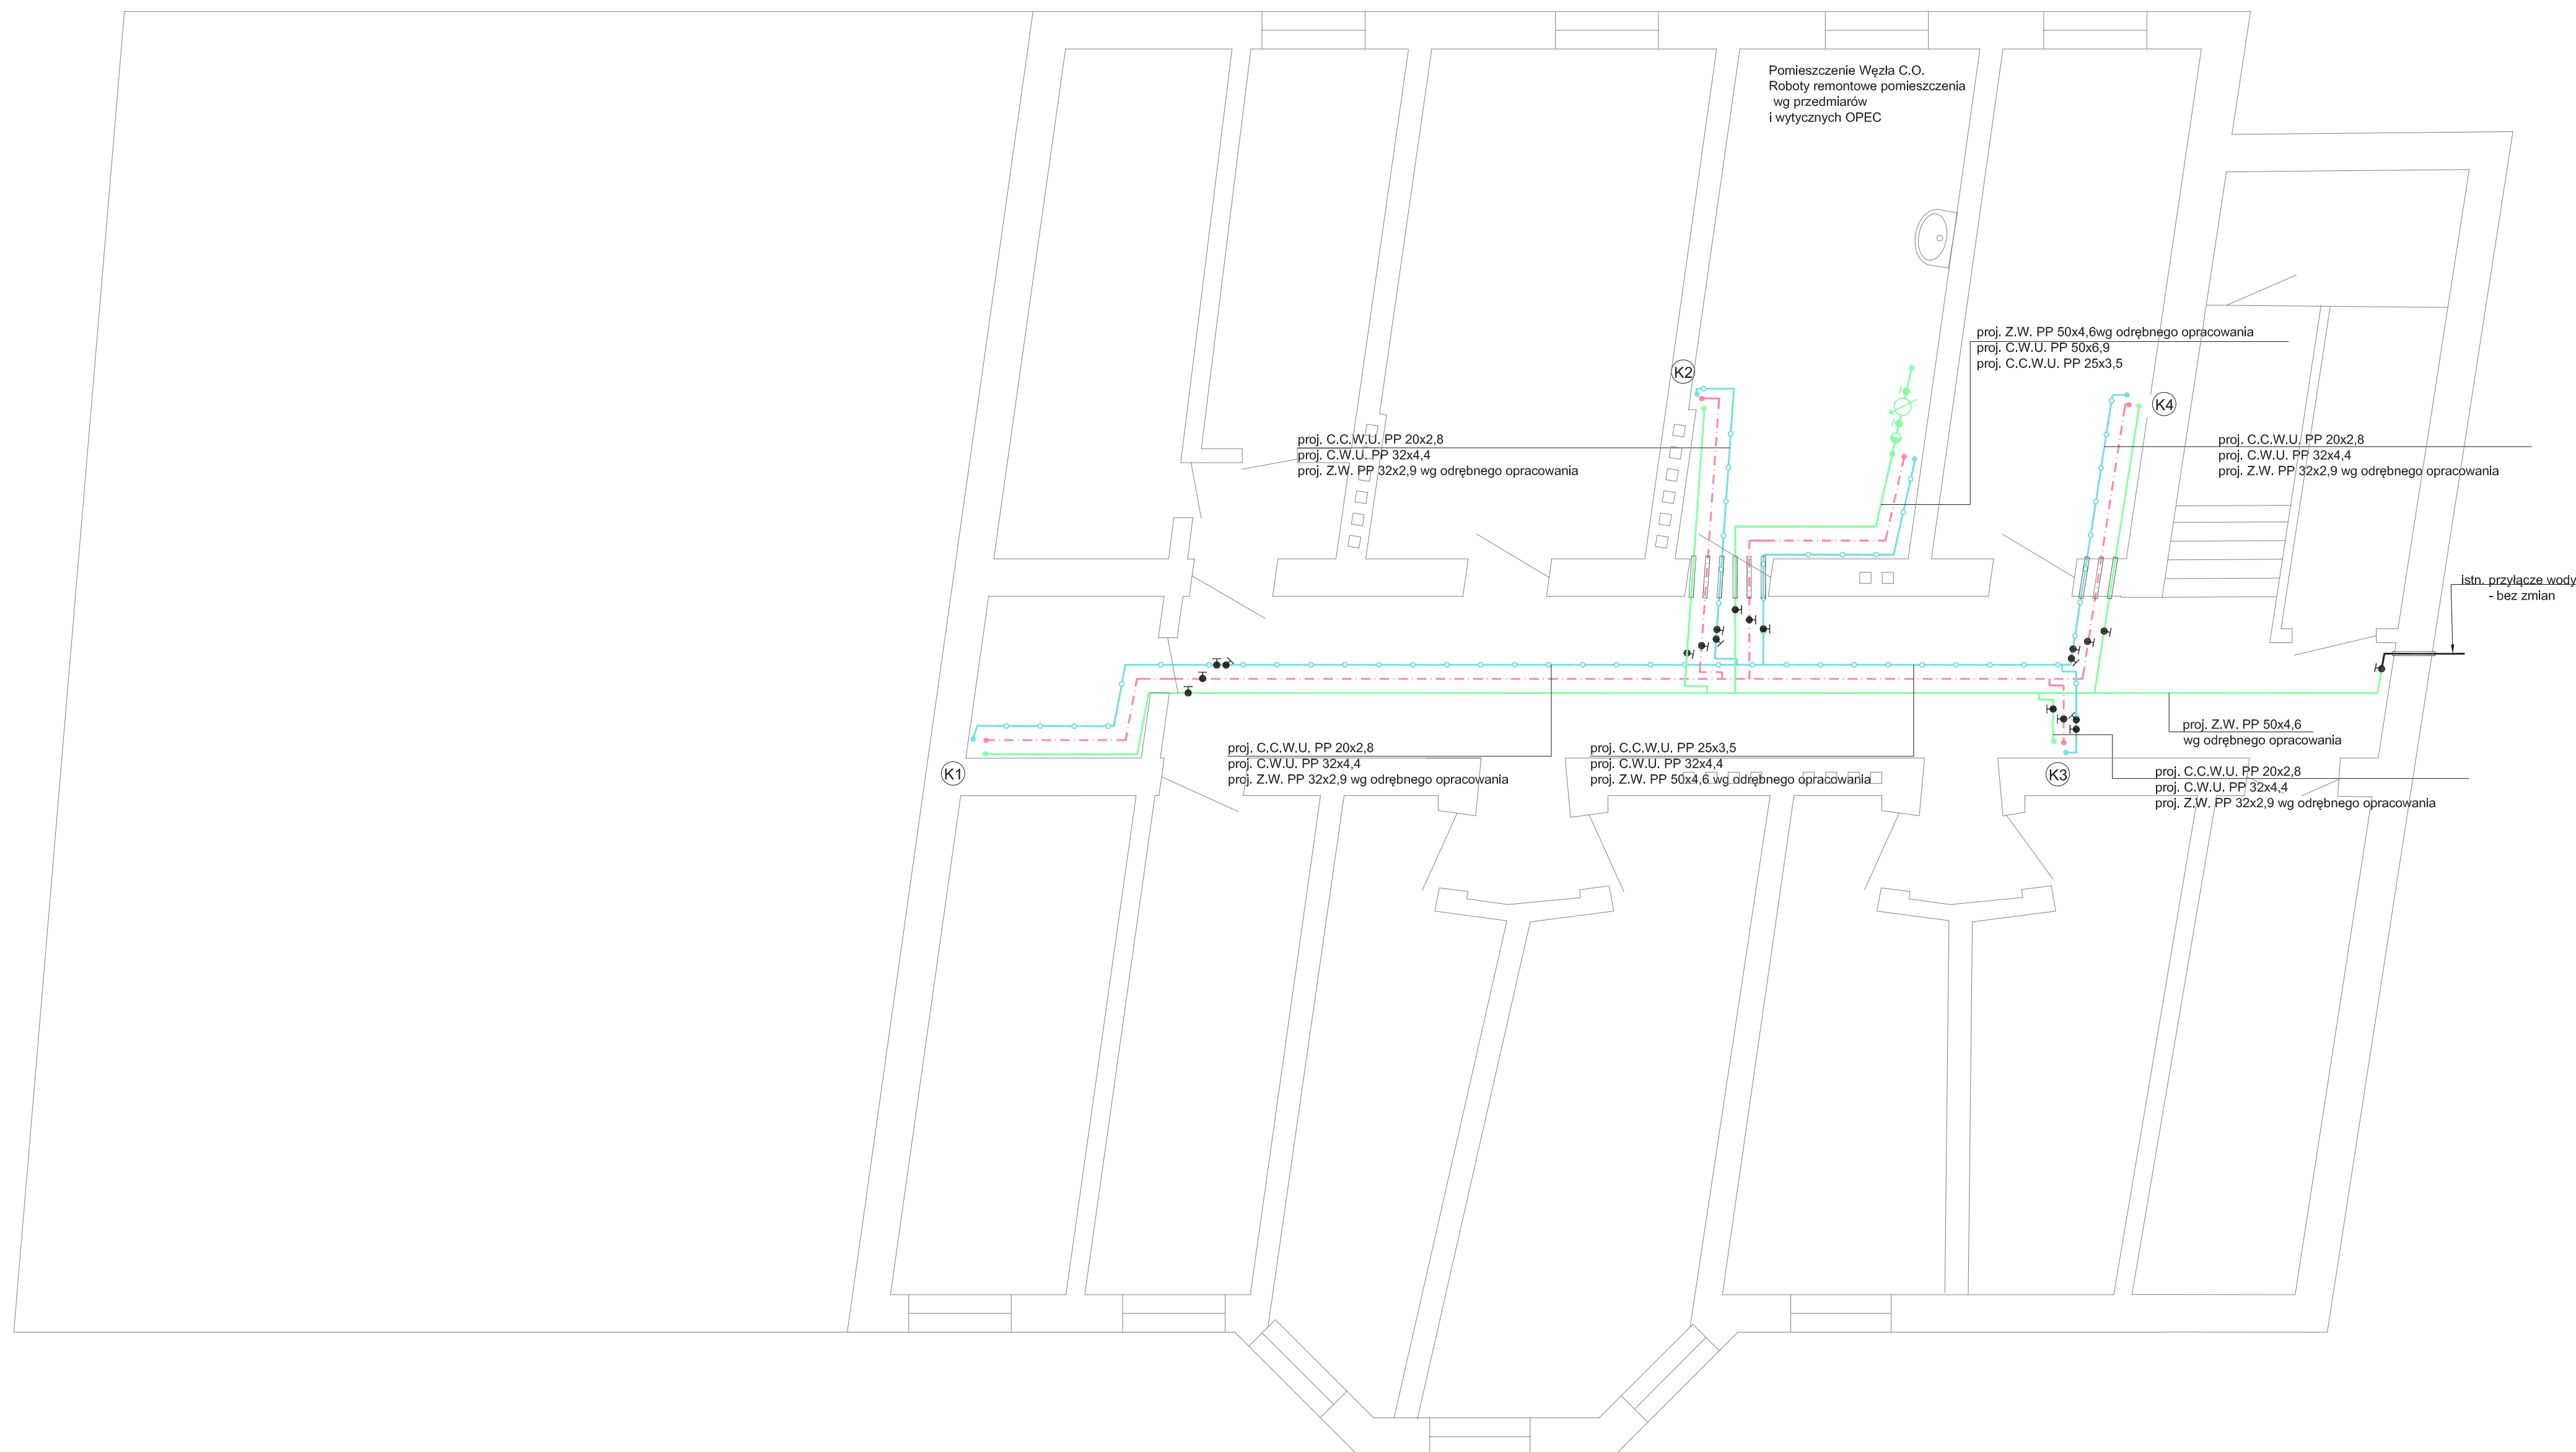 Pomieszczenie Węzła C.O.
Roboty remontowe pomieszczenia
wg przedmiarów
i wytycznych OPEC
proj. Z.W. PP 50x4,6wg odrębnego opracowania
proj. C.W.U. PP 50x6,9
proj. C.C.W.U. PP 25x3,5
K2
K4
proj. C.C.W.U. PP 20x2,8
proj. C.W.U. PP 32x4,4
proj. Z.W. PP 32x2,9 wg odrębnego opracowania
proj. C.C.W.U. PP 20x2,8
proj. C.W.U. PP 32x4,4
proj. Z.W. PP 32x2,9 wg odrębnego opracowania
istn. przyłącze wody
- bez zmian
proj. Z.W. PP 50x4,6
wg odrębnego opracowania
K1
proj. C.C.W.U. PP 20x2,8
proj. C.W.U. PP 32x4,4
proj. Z.W. PP 32x2,9 wg odrębnego opracowania
proj. C.C.W.U. PP 25x3,5
proj. C.W.U. PP 32x4,4
proj. Z.W. PP 50x4,6 wg odrębnego opracowania
K3
proj. C.C.W.U. PP 20x2,8
proj. C.W.U. PP 32x4,4
proj. Z.W. PP 32x2,9 wg odrębnego opracowania